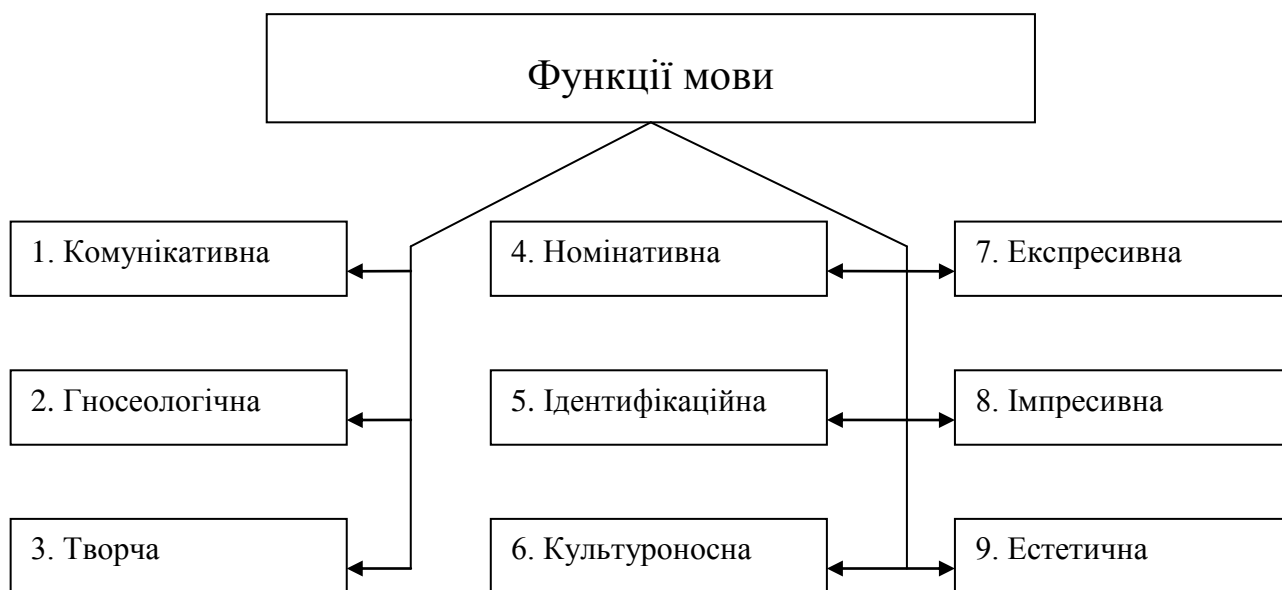 Функції мови
1. Комунікативна
4. Номінативна
7. Експресивна
2. Гносеологічна
5. Ідентифікаційна
8. Імпресивна
3. Творча
6. Культуроносна
9. Естетична